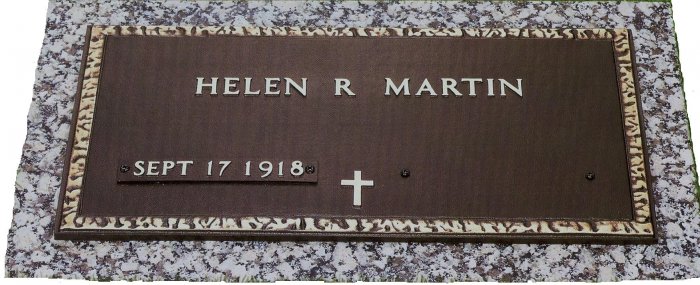 HELEN R MARTIN
SEPT 17 1918